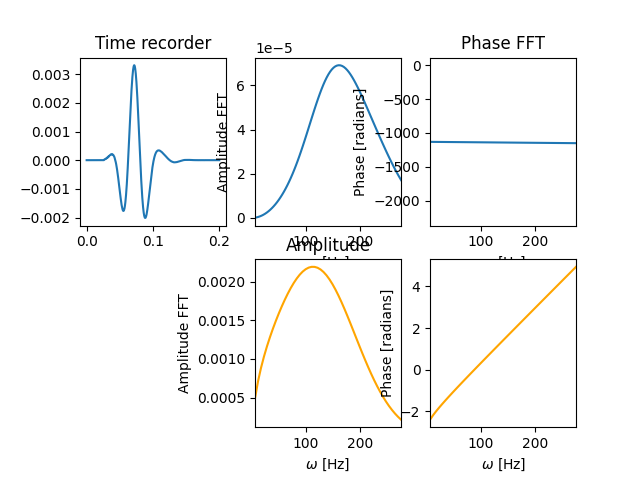 Time recorder
0.003
0.002
0.001
0.000
−0.001
−0.002
0.0
0.1
0.2
1e−5
6
4
2
0
Amplitude FFT
100
200
[Hz]
Phase FFT
0
−500
−1000
−1500
−2000
Phase [radians]
100
200
[Hz]
Amplitude
0.0020
0.0015
0.0010
0.0005
Amplitude FFT
100
200
ω [Hz]
4
2
0
−2
Phase [radians]
100
200
ω [Hz]